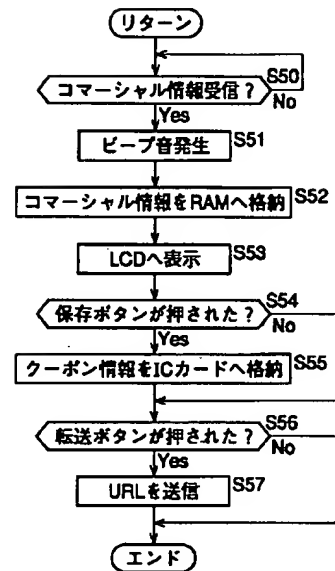 リターン
S50
コマーシャル情報受信？
No
Yes
ビープ音発生 S51
コマーシャル情報をRAMへ格納 S52
LCDへ表示 S53
S54
保存ボタンが押された？
No
Yes
クーポン情報をICカードへ格納 S55
S56
転送ボタンが押された？
No
Yes
URLを送信 S57
エンド